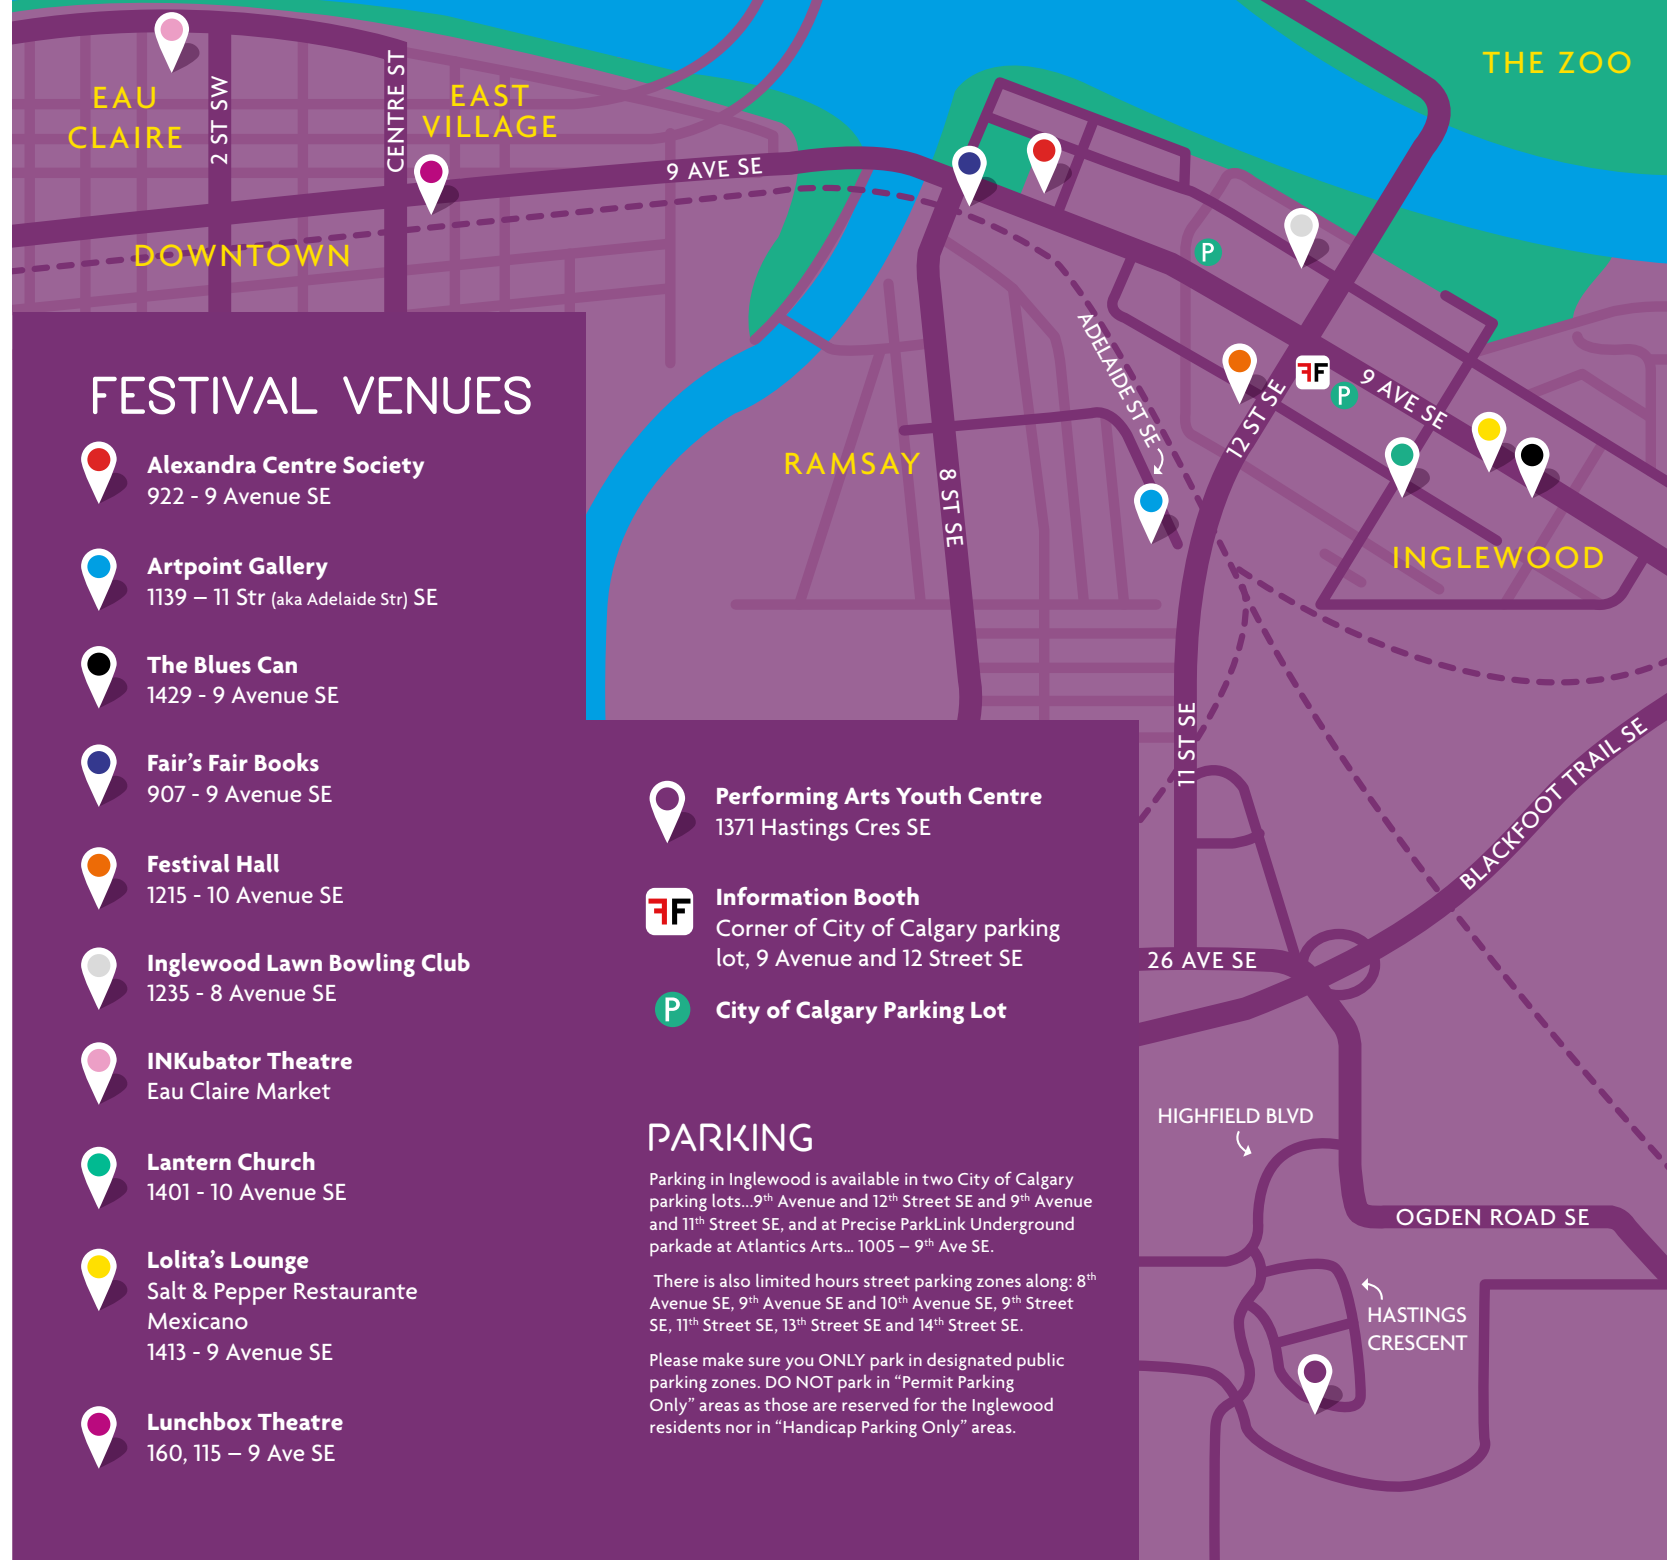 THE ZOO
EAU
CLAIRE
2 ST SW
CENTRE ST
EAST
VILLAGE
9 AVE SE
DOWNTOWN
P
ADELAIDE ST SE
FF
P
9 AVE SE
12 ST SE
RAMSAY
8 ST SE
INGLEWOOD
11 ST SE
BLACKFOOT TRAIL SE
26 AVE SE
HIGHFIELD BLVD
OGDEN ROAD SE
HASTINGS
CRESCENT
FESTIVAL VENUES
Alexandra Centre Society
922 - 9 Avenue SE
Artpoint Gallery
1139 – 11 Str (aka Adelaide Str) SE
The Blues Can
1429 - 9 Avenue SE
Fair’s Fair Books
907 - 9 Avenue SE
Festival Hall
1215 - 10 Avenue SE
Inglewood Lawn Bowling Club
1235 - 8 Avenue SE
INKubator Theatre
Eau Claire Market
Lantern Church
1401 - 10 Avenue SE
Lolita’s Lounge
Salt & Pepper Restaurante
Mexicano
1413 - 9 Avenue SE
Lunchbox Theatre
160, 115 – 9 Ave SE
Performing Arts Youth Centre
1371 Hastings Cres SE
FF
Information Booth
Corner of City of Calgary parking
lot, 9 Avenue and 12 Street SE
P
City of Calgary Parking Lot
PARKING
Parking in Inglewood is available in two City of Calgary
parking lots...9th Avenue and 12th Street SE and 9th Avenue
and 11th Street SE, and at Precise ParkLink Underground
parkade at Atlantics Arts... 1005 – 9th Ave SE.
There is also limited hours street parking zones along: 8th
Avenue SE, 9th Avenue SE and 10th Avenue SE, 9th Street
SE, 11th Street SE, 13th Street SE and 14th Street SE.
Please make sure you ONLY park in designated public
parking zones. DO NOT park in “Permit Parking
Only” areas as those are reserved for the Inglewood
residents nor in “Handicap Parking Only” areas.